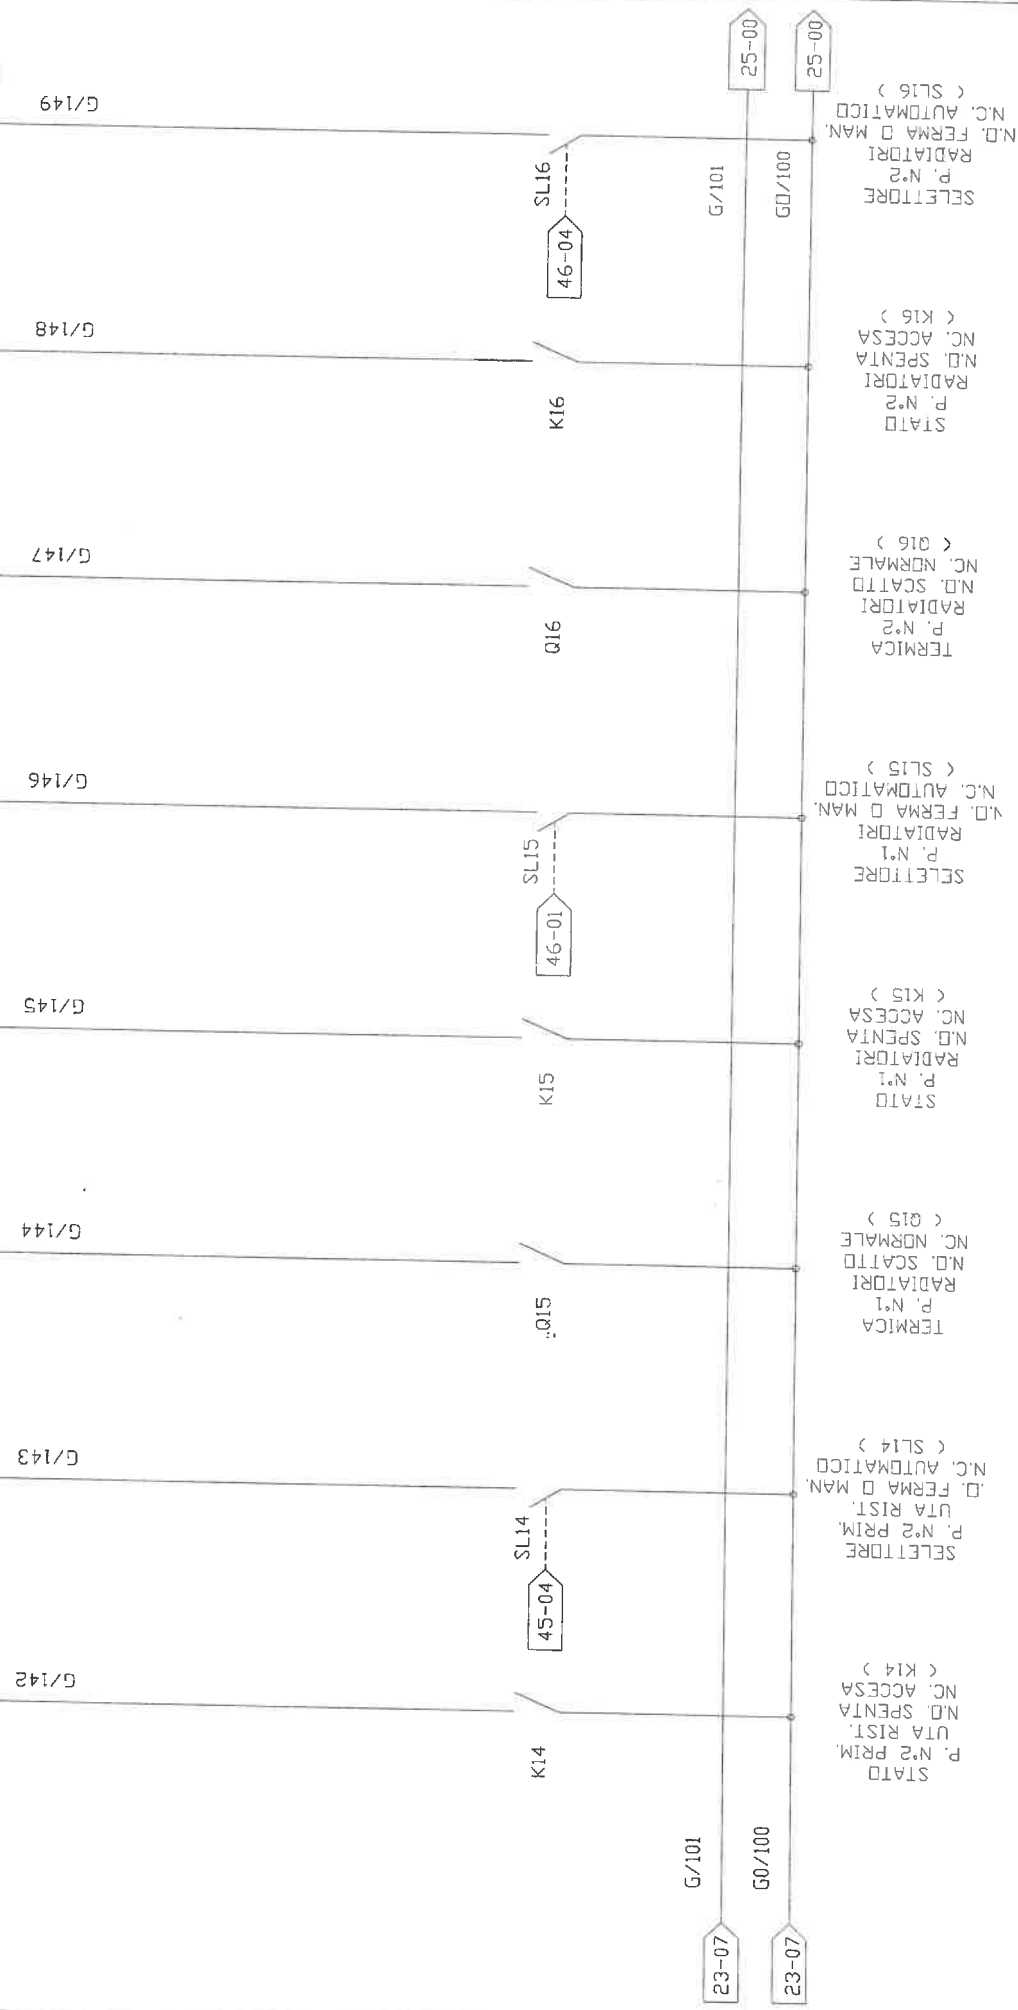 G/149
SL16
46-04
25-00
25-00
G/101
G0/100
SELETTORE
P. N°2
RADIATORI
N.O. FERMA O MAN.
N.C. AUTOMATICO
( SL16 )
G/148
K16
STATO
P. N°2
RADIATORI
N.O. SPENTA
NC. ACCESA
( K16 )
G/147
Q16
TERMICA
P. N°2
RADIATORI
N.O. SCATTO
NC. NORMALE
( Q16 )
G/146
SL15
46-01
SELETTORE
P. N°1
RADIATORI
N.O. FERMA O MAN.
N.C. AUTOMATICO
( SL15 )
G/145
K15
STATO
P. N°1
RADIATORI
N.O. SPENTA
NC. ACCESA
( K15 )
G/144
Q15
TERMICA
P. N°1
RADIATORI
N.O. SCATTO
NC. NORMALE
( Q15 )
G/143
SL14
45-04
SELETTORE
P. N°2 PRIM.
UTA RIST.
.O. FERMA O MAN.
N.C. AUTOMATICO
( SL14 )
G/142
K14
STATO
P. N°2 PRIM.
UTA RIST.
N.O. SPENTA
NC. ACCESA
( K14 )
G/101
G0/100
23-07
23-07